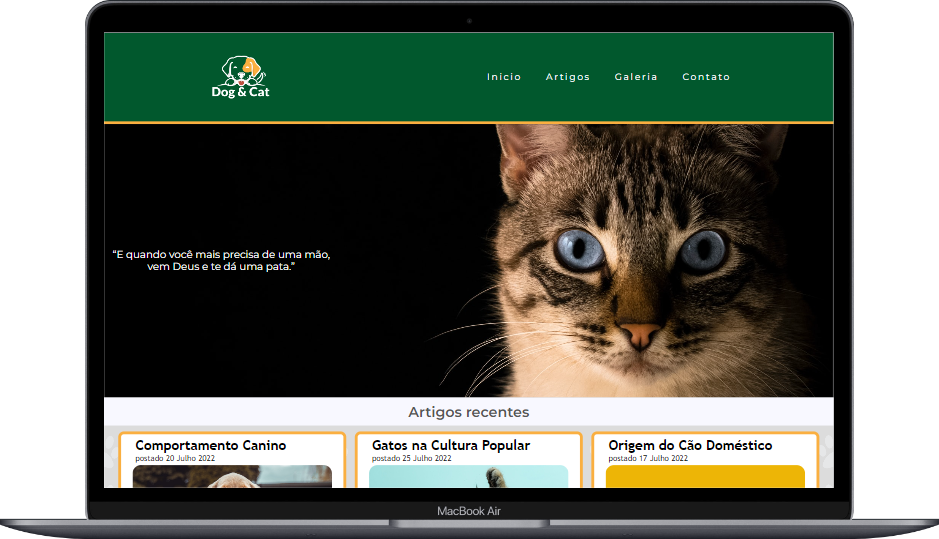 Dog & Cat
Início Artigos Galeria Contato
“E quando você mais precisa de uma mão,
vem Deus e te dá uma pata.”
Artigos recentes
Comportamento Canino
postado 20 Julho 2022
Gatos na Cultura Popular
postado 25 Julho 2022
Origem do Cão Doméstico
postado 17 Julho 2022
MacBook Air